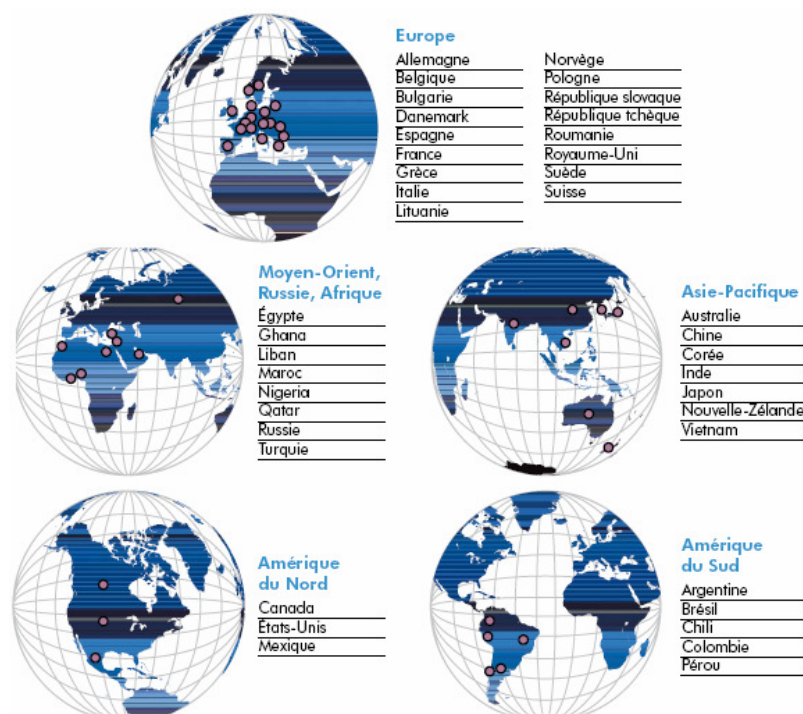 Europe
Allemagne
Belgique
Bulgarie
Danemark
Espagne
France
Grèce
Italie
Lituanie
Norvège
Pologne
République slovaque
République tchèque
Roumanie
Royaume-Uni
Suède
Suisse
Moyen-Orient,
Russie, Afrique
Égypte
Ghana
Liban
Maroc
Nigeria
Qatar
Russie
Turquie
Asie-Pacifique
Australie
Chine
Corée
Inde
Japon
Nouvelle-Zélande
Vietnam
Amérique
du Nord
Canada
États-Unis
Mexique
Amérique
du Sud
Argentine
Brésil
Chili
Colombie
Pérou